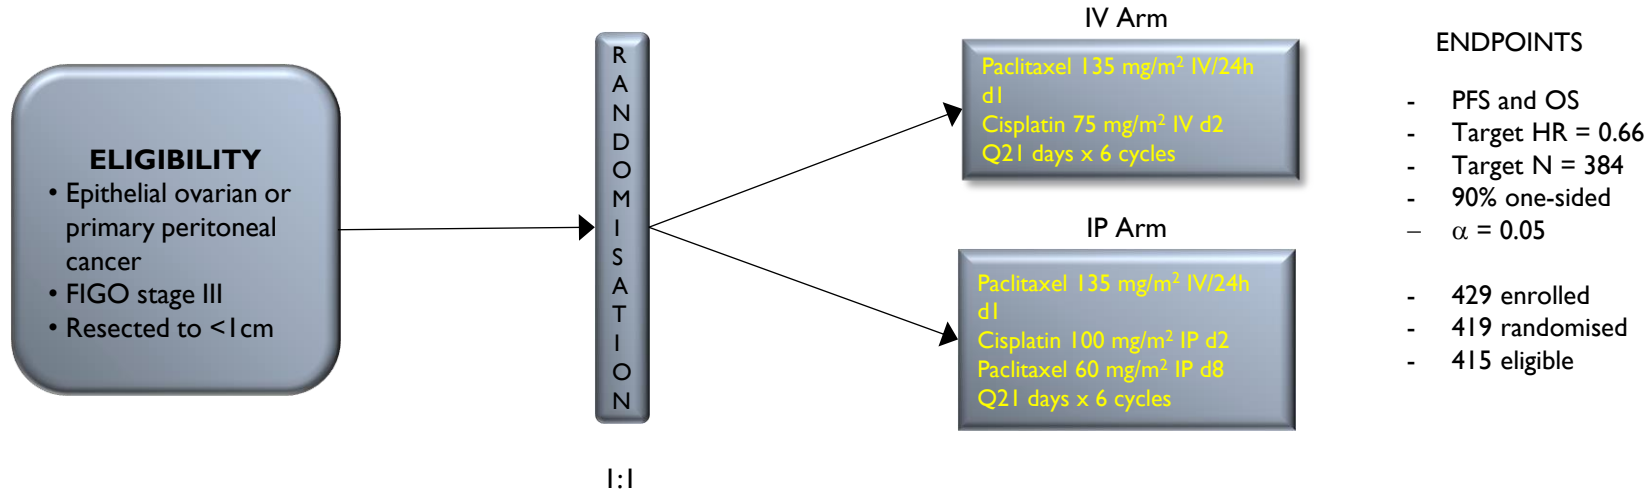 ELIGIBILITY
• Epithelial ovarian or
primary peritoneal
cancer
• FIGO stage III
• Resected to <1cm
RANDOMISATION
1:1
IV Arm
Paclitaxel 135 mg/m² IV/24h
d1
Cisplatin 75 mg/m² IV d2
Q21 days x 6 cycles
IP Arm
Paclitaxel 135 mg/m² IV/24h
d1
Cisplatin 100 mg/m² IP d2
Paclitaxel 60 mg/m² IP d8
Q21 days x 6 cycles
ENDPOINTS
- PFS and OS
- Target HR = 0.66
- Target N = 384
- 90% one-sided
– α = 0.05
- 429 enrolled
- 419 randomised
- 415 eligible